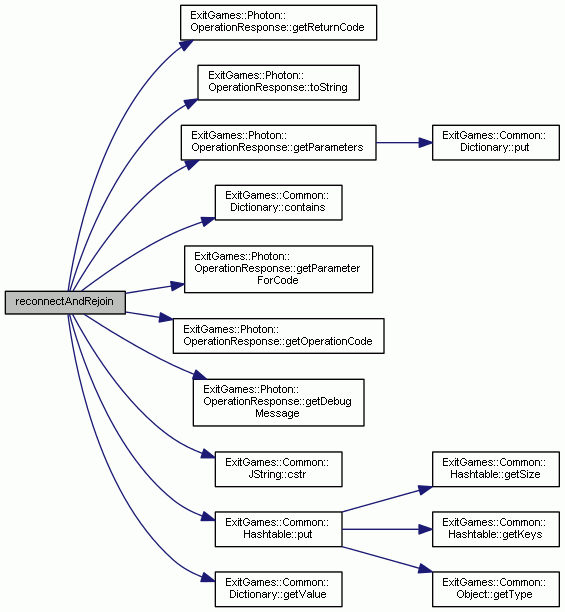 ExitGames::Photon::
OperationResponse::getReturnCode
ExitGames::Photon::
OperationResponse::toString
ExitGames::Photon::
OperationResponse::getParameters
ExitGames::Common::
Dictionary::put
ExitGames::Common::
Dictionary::contains
ExitGames::Photon::
OperationResponse::getParameter
ForCode
reconnectAndRejoin
ExitGames::Photon::
OperationResponse::getOperationCode
ExitGames::Photon::
OperationResponse::getDebug
Message
ExitGames::Common::
JString::cstr
ExitGames::Common::
Hashtable::getSize
ExitGames::Common::
Hashtable::put
ExitGames::Common::
Hashtable::getKeys
ExitGames::Common::
Dictionary::getValue
ExitGames::Common::
Object::getType